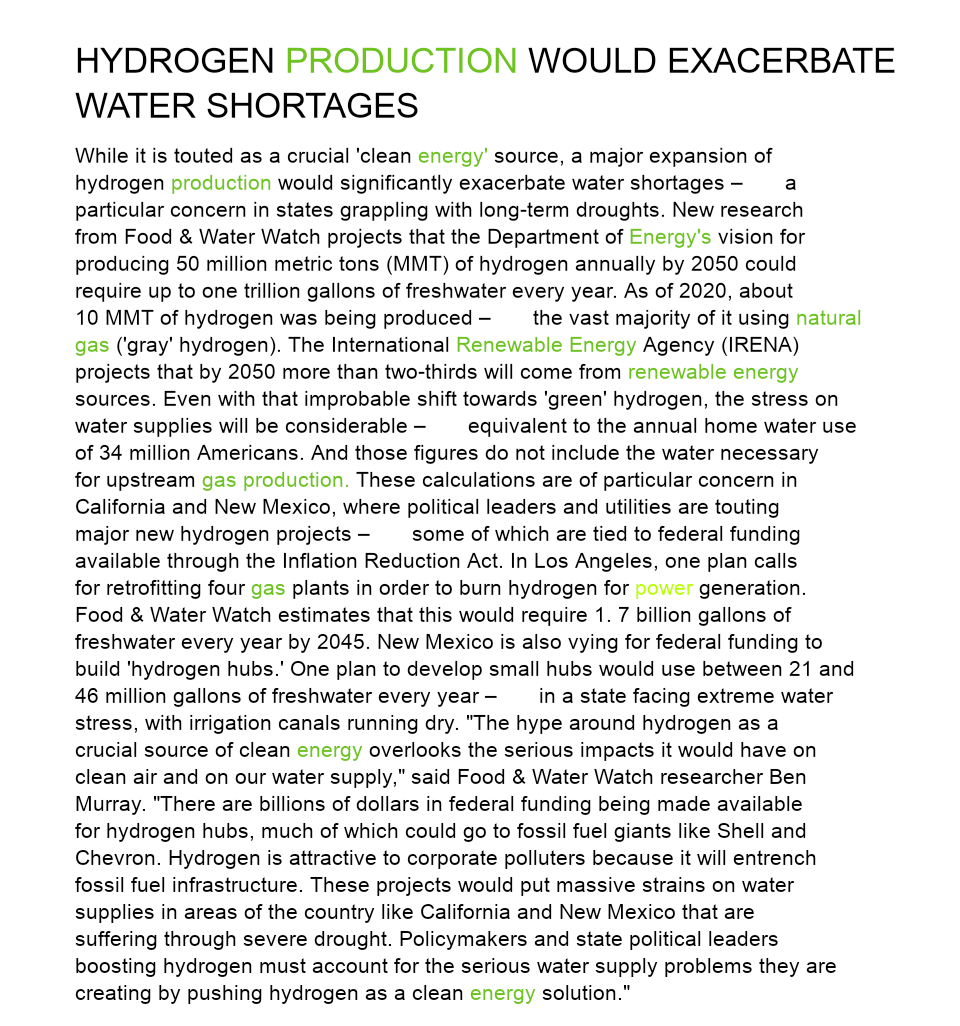 HYDROGEN PRODUCTION WOULD EXACERBATE
WATER SHORTAGES
While it is touted as a crucial 'clean energy' source, a major expansion of
hydrogen production would significantly exacerbate water shortages – a
particular concern in states grappling with long-term droughts. New research
from Food & Water Watch projects that the Department of Energy's vision for
producing 50 million metric tons (MMT) of hydrogen annually by 2050 could
require up to one trillion gallons of freshwater every year. As of 2020, about
10 MMT of hydrogen was being produced – the vast majority of it using natural
gas ('gray' hydrogen). The International Renewable Energy Agency (IRENA)
projects that by 2050 more than two-thirds will come from renewable energy
sources. Even with that improbable shift towards 'green' hydrogen, the stress on
water supplies will be considerable – equivalent to the annual home water use
of 34 million Americans. And those figures do not include the water necessary
for upstream gas production. These calculations are of particular concern in
California and New Mexico, where political leaders and utilities are touting
major new hydrogen projects – some of which are tied to federal funding
available through the Inflation Reduction Act. In Los Angeles, one plan calls
for retrofitting four gas plants in order to burn hydrogen for power generation.
Food & Water Watch estimates that this would require 1. 7 billion gallons of
freshwater every year by 2045. New Mexico is also vying for federal funding to
build 'hydrogen hubs.' One plan to develop small hubs would use between 21 and
46 million gallons of freshwater every year – in a state facing extreme water
stress, with irrigation canals running dry. "The hype around hydrogen as a
crucial source of clean energy overlooks the serious impacts it would have on
clean air and on our water supply," said Food & Water Watch researcher Ben
Murray. "There are billions of dollars in federal funding being made available
for hydrogen hubs, much of which could go to fossil fuel giants like Shell and
Chevron. Hydrogen is attractive to corporate polluters because it will entrench
fossil fuel infrastructure. These projects would put massive strains on water
supplies in areas of the country like California and New Mexico that are
suffering through severe drought. Policymakers and state political leaders
boosting hydrogen must account for the serious water supply problems they are
creating by pushing hydrogen as a clean energy solution."